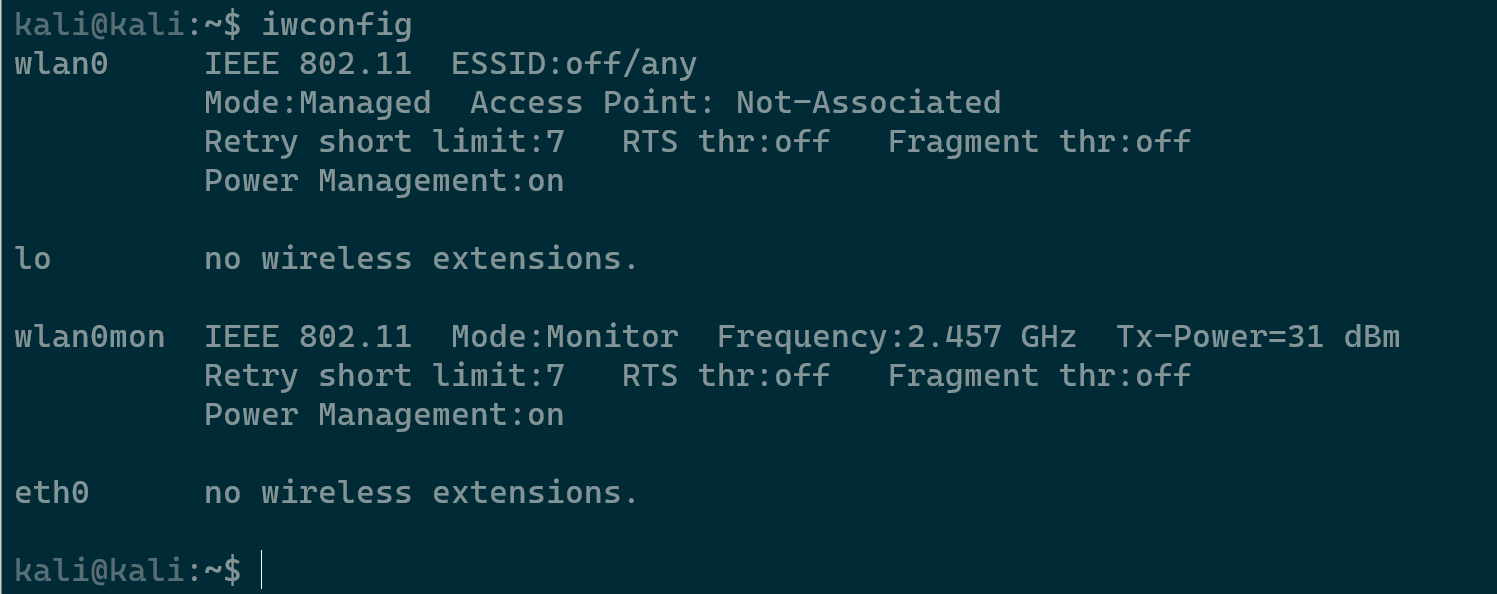 kali@kali:~$ iwconfig
wlan0     IEEE 802.11  ESSID:off/any
          Mode:Managed  Access Point: Not-Associated
          Retry short limit:7   RTS thr:off   Fragment thr:off
          Power Management:on

lo        no wireless extensions.

wlan0mon  IEEE 802.11  Mode:Monitor  Frequency:2.457 GHz  Tx-Power=31 dBm
          Retry short limit:7   RTS thr:off   Fragment thr:off
          Power Management:on

eth0      no wireless extensions.

kali@kali:~$